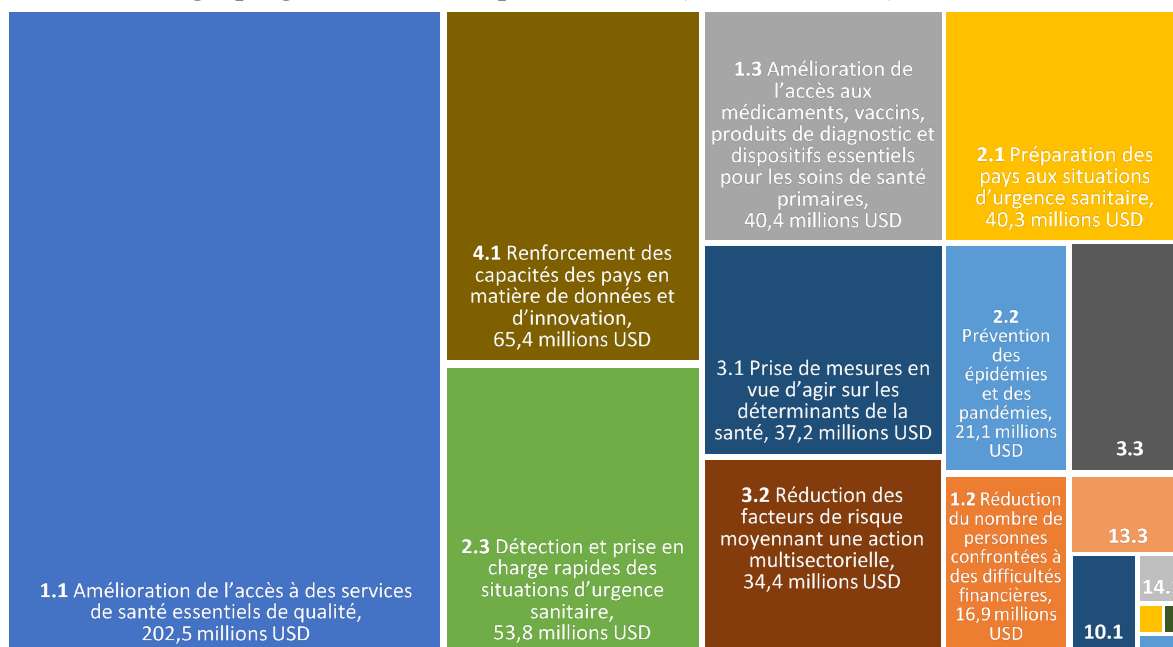 1.1 Amélioration de l’accès à des services
de santé essentiels de qualité,
202,5 millions USD
4.1 Renforcement des
capacités des pays en
matière de données et
d’innovation,
65,4 millions USD
2.3 Détection et prise en
charge rapides des
situations d’urgence
sanitaire,
53,8 millions USD
1.3 Amélioration de
l’accès aux
médicaments, vaccins,
produits de diagnostic et
dispositifs essentiels
pour les soins de santé
primaires,
40,4 millions USD
2.1 Préparation des
pays aux situations
d’urgence sanitaire,
40,3 millions USD
3.1 Prise de mesures en
vue d’agir sur les
déterminants de la
santé, 37,2 millions USD
3.2 Réduction des
facteurs de risque
moyennant une action
multisectorielle,
34,4 millions USD
2.2
Prévention
des
épidémies
et des
pandémies,
21,1 millions
USD
3.3
1.2 Réduction
du nombre de
personnes
confrontées à
des difficultés
financières,
16,9 millions
USD
13.3
10.1
14.